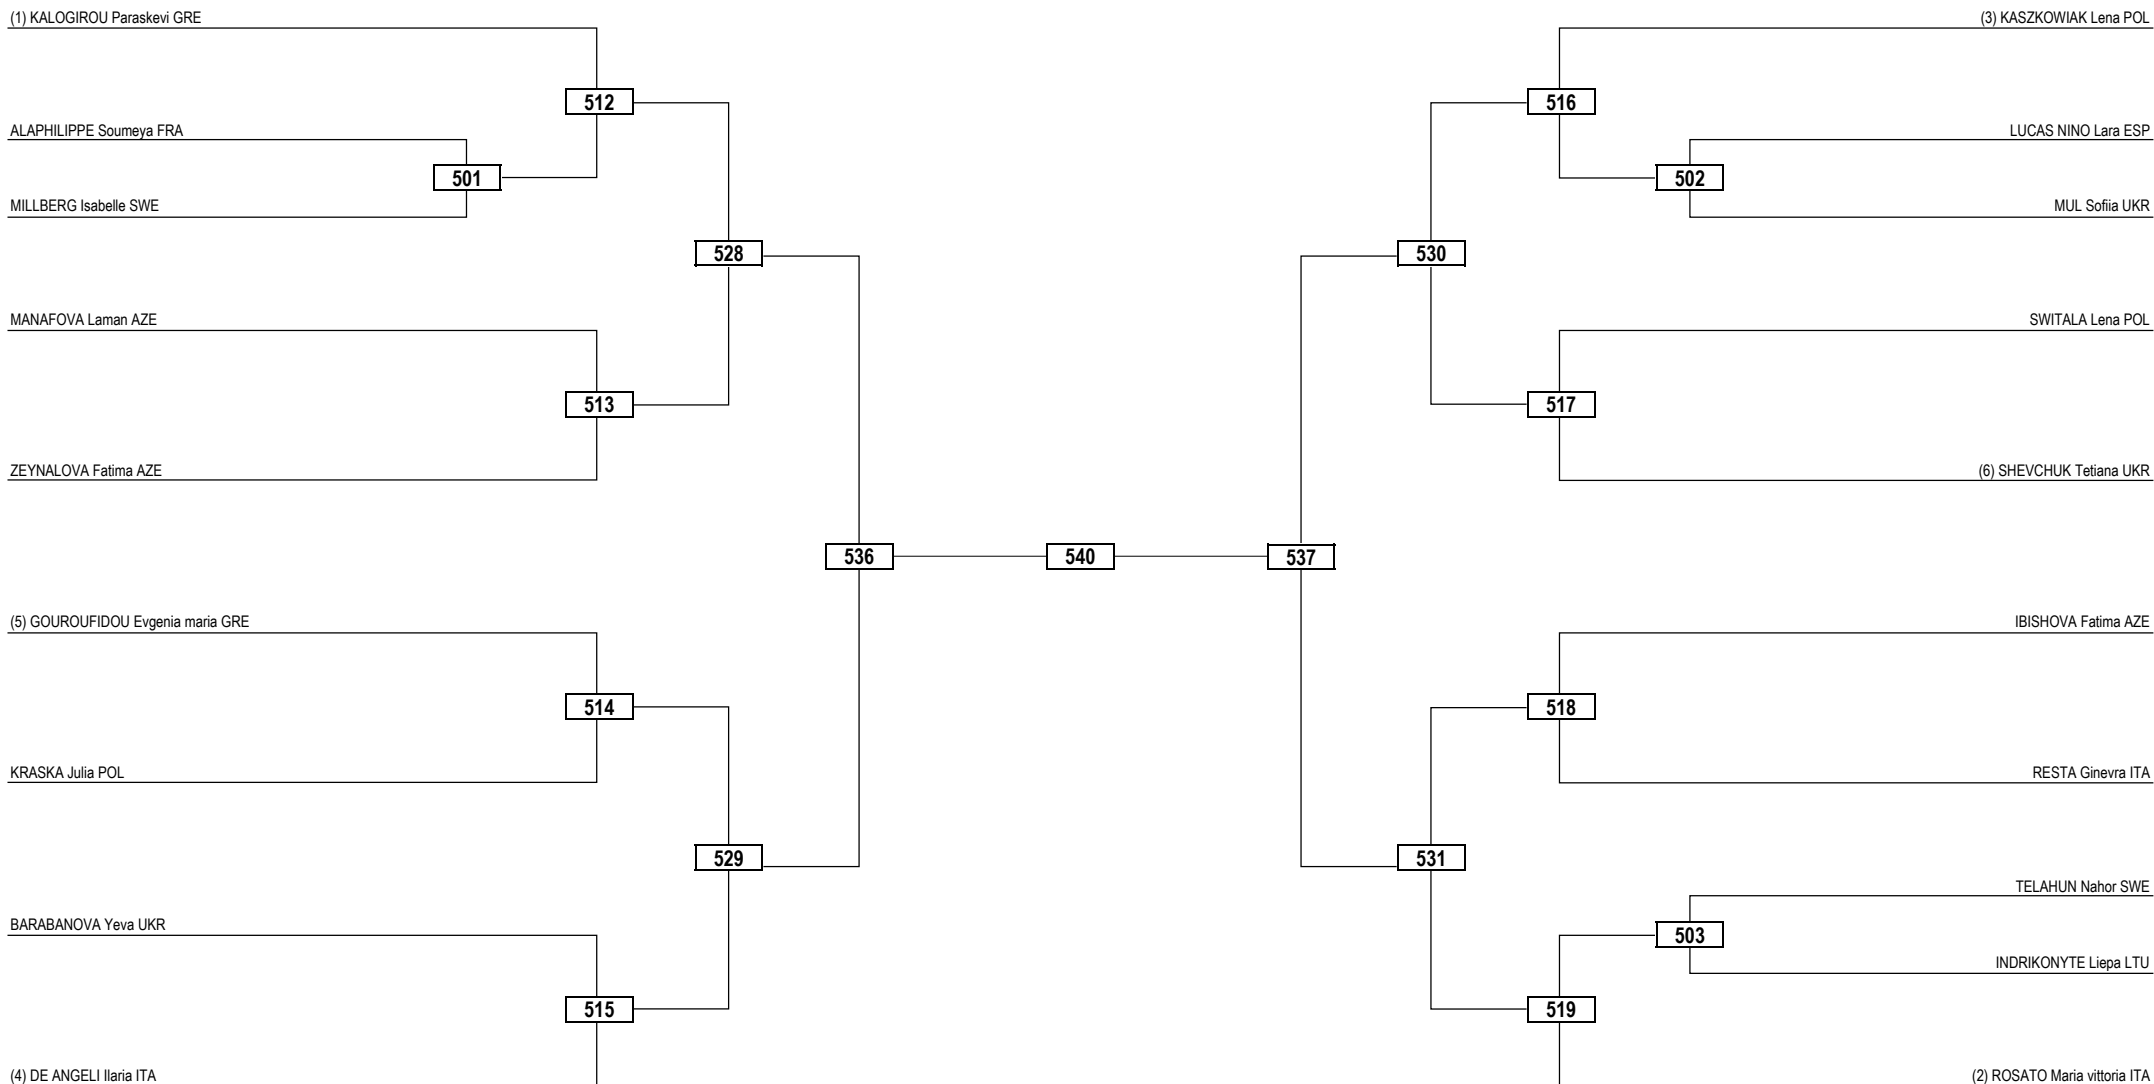 (1) KALOGIROU Paraskevi GRE
(3) KASZKOWIAK Lena POL
512
516
ALAPHILIPPE Soumeya FRA
LUCAS NINO Lara ESP
501
502
MILLBERG Isabelle SWE
MUL Sofiia UKR
528
530
MANAFOVA Laman AZE
SWITALA Lena POL
513
517
ZEYNALOVA Fatima AZE
(6) SHEVCHUK Tetiana UKR
536
540
537
(5) GOUROUFIDOU Evgenia maria GRE
IBISHOVA Fatima AZE
514
518
KRASKA Julia POL
RESTA Ginevra ITA
529
531
TELAHUN Nahor SWE
BARABANOVA Yeva UKR
503
INDRIKONYTE Liepa LTU
515
519
(4) DE ANGELI Ilaria ITA
(2) ROSATO Maria vittoria ITA